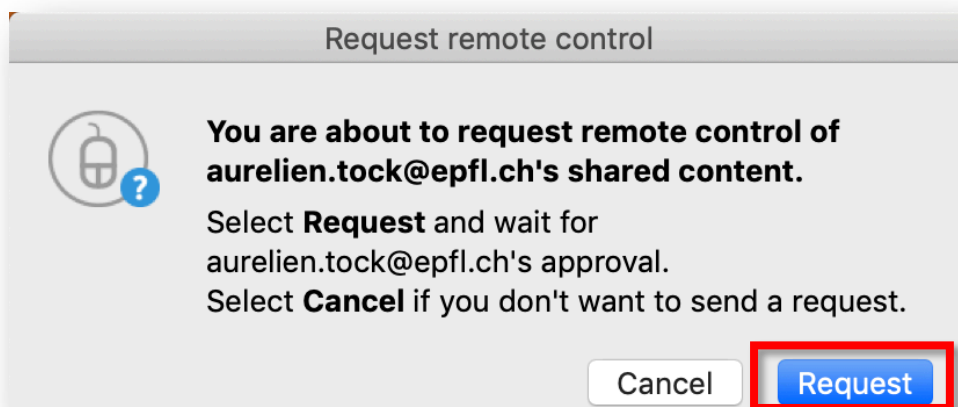 Request remote control
You are about to request remote control of
aurelien.tock@epfl.ch's shared content.
Select Request and wait for
aurelien.tock@epfl.ch's approval.
Select Cancel if you don't want to send a request.
?
Cancel Request